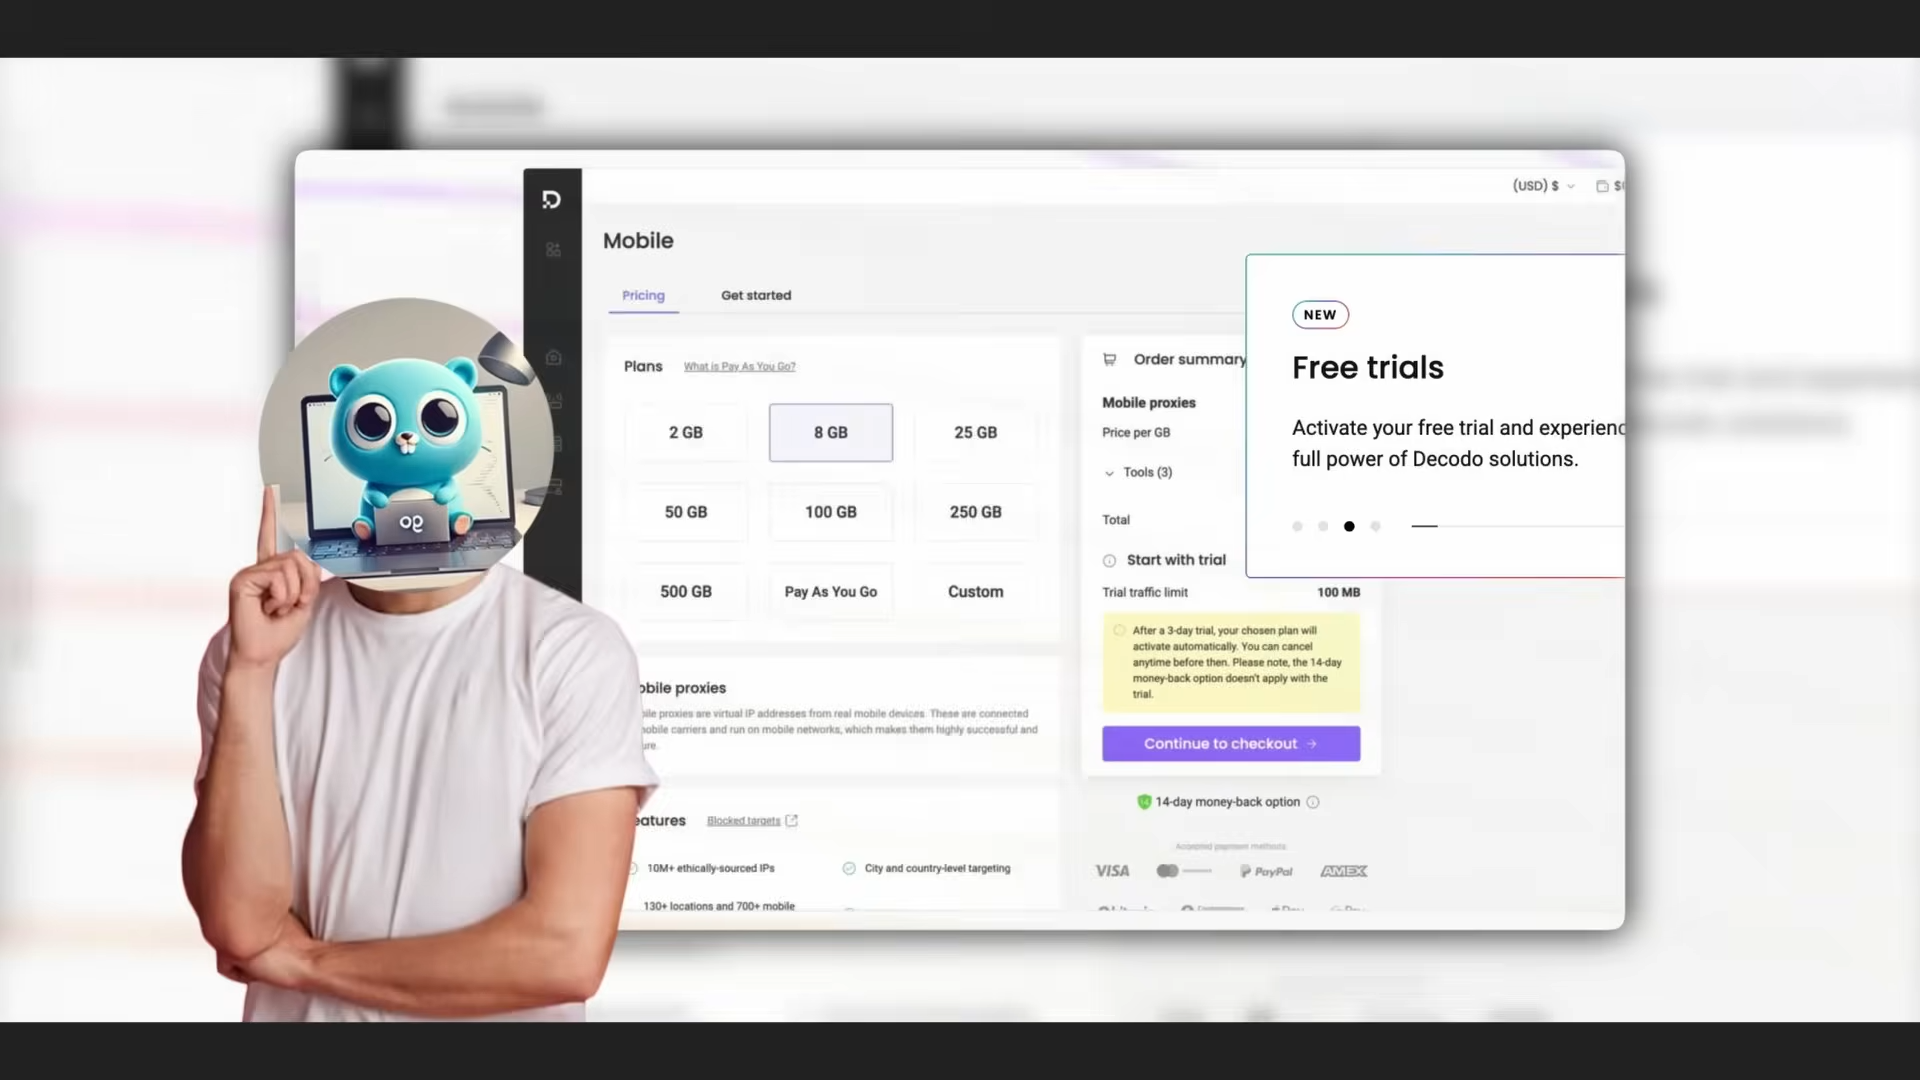 (USD) $
Mobile
Pricing
Get started
Plans
What is Pay As You Go?
2 GB
8 GB
25 GB
50 GB
100 GB
250 GB
500 GB
Pay As You Go
Custom
Order summary
Mobile proxies
Price per GB
Tools (3)
Total
Start with trial
Trial traffic limit
100 MB
After a 3-day trial, your chosen plan will
activate automatically. You can cancel
anytime before then. Please note, the 14-day
money-back option doesn't apply with the
trial.
Continue to checkout
14-day money-back option
Accepted payment methods
VISA
PayPal
AMEX
NEW
Free trials
Activate your free trial and experienc
full power of Decodo solutions.
obile proxies
ile proxies are virtual IP addresses from real mobile devices. These are connected
obile carriers and run on mobile networks, which makes them highly successful and
ure.
eatures
Blocked targets
10M+ ethically-sourced IPs
City and country-level targeting
130+ locations and 700+ mobile